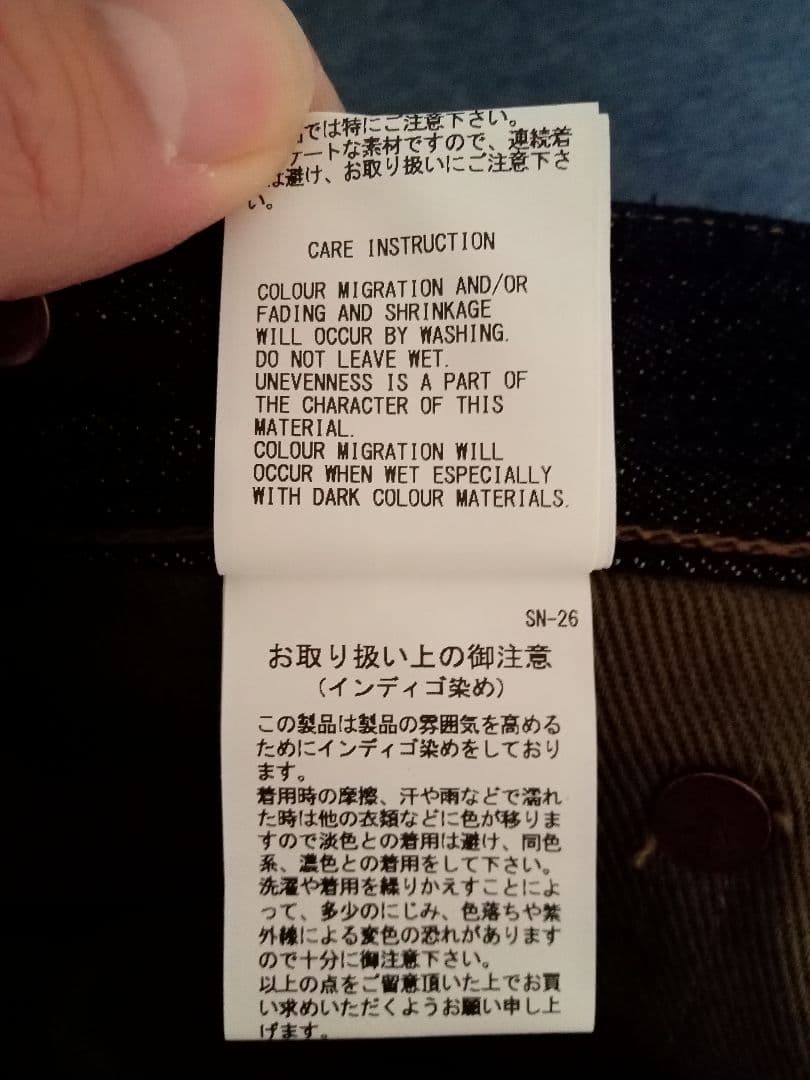 では特にご注意下さい。
ケートな素材ですので、連続着
は避け、お取り扱いにご注意下さ
い。
CARE INSTRUCTION
COLOUR MIGRATION AND/OR
FADING AND SHRINKAGE
WILL OCCUR BY WASHING.
DO NOT LEAVE WET.
UNEVENNESS IS A PART OF
THE CHARACTER OF THIS
MATERIAL.
COLOUR MIGRATION WILL
OCCUR WHEN WET ESPECIALLY
WITH DARK COLOUR MATERIALS.
SN-26
お取り扱い上の御注意
(インディゴ染め)
この製品は製品の雰囲気を高める
ためにインディゴ染めをしており
ます。
着用時の摩擦、汗や雨などで濡れ
た時は他の衣類などに色が移りま
すので淡色との着用は避け、同色
系、濃色との着用をして下さい。
洗濯や着用を繰りかえすことによ
って、多少のにじみ、色落ちや紫
外線による変色の恐れがあります
ので十分に御注意下さい。
以上の点をご留意頂いた上でお買
い求めいただくようお願い申し上
げます。